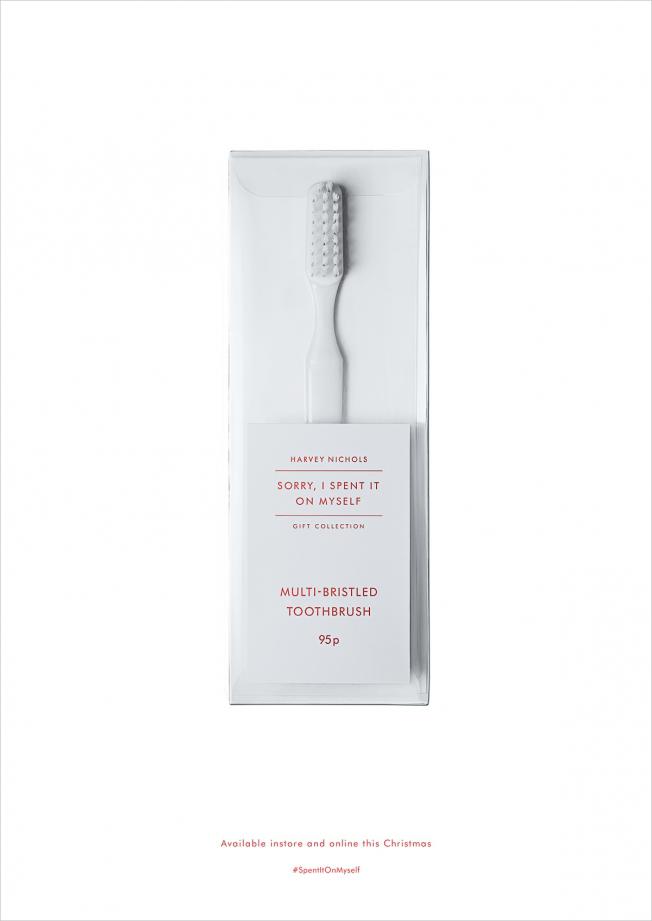 HARVEY NICHOLS
SORRY, I SPENT IT
ON MYSELF
GIFT COLLECTION
MULTI-BRISTLED
TOOTHBRUSH
95p
Available instore and online this Christmas
#SpentItOnMyself